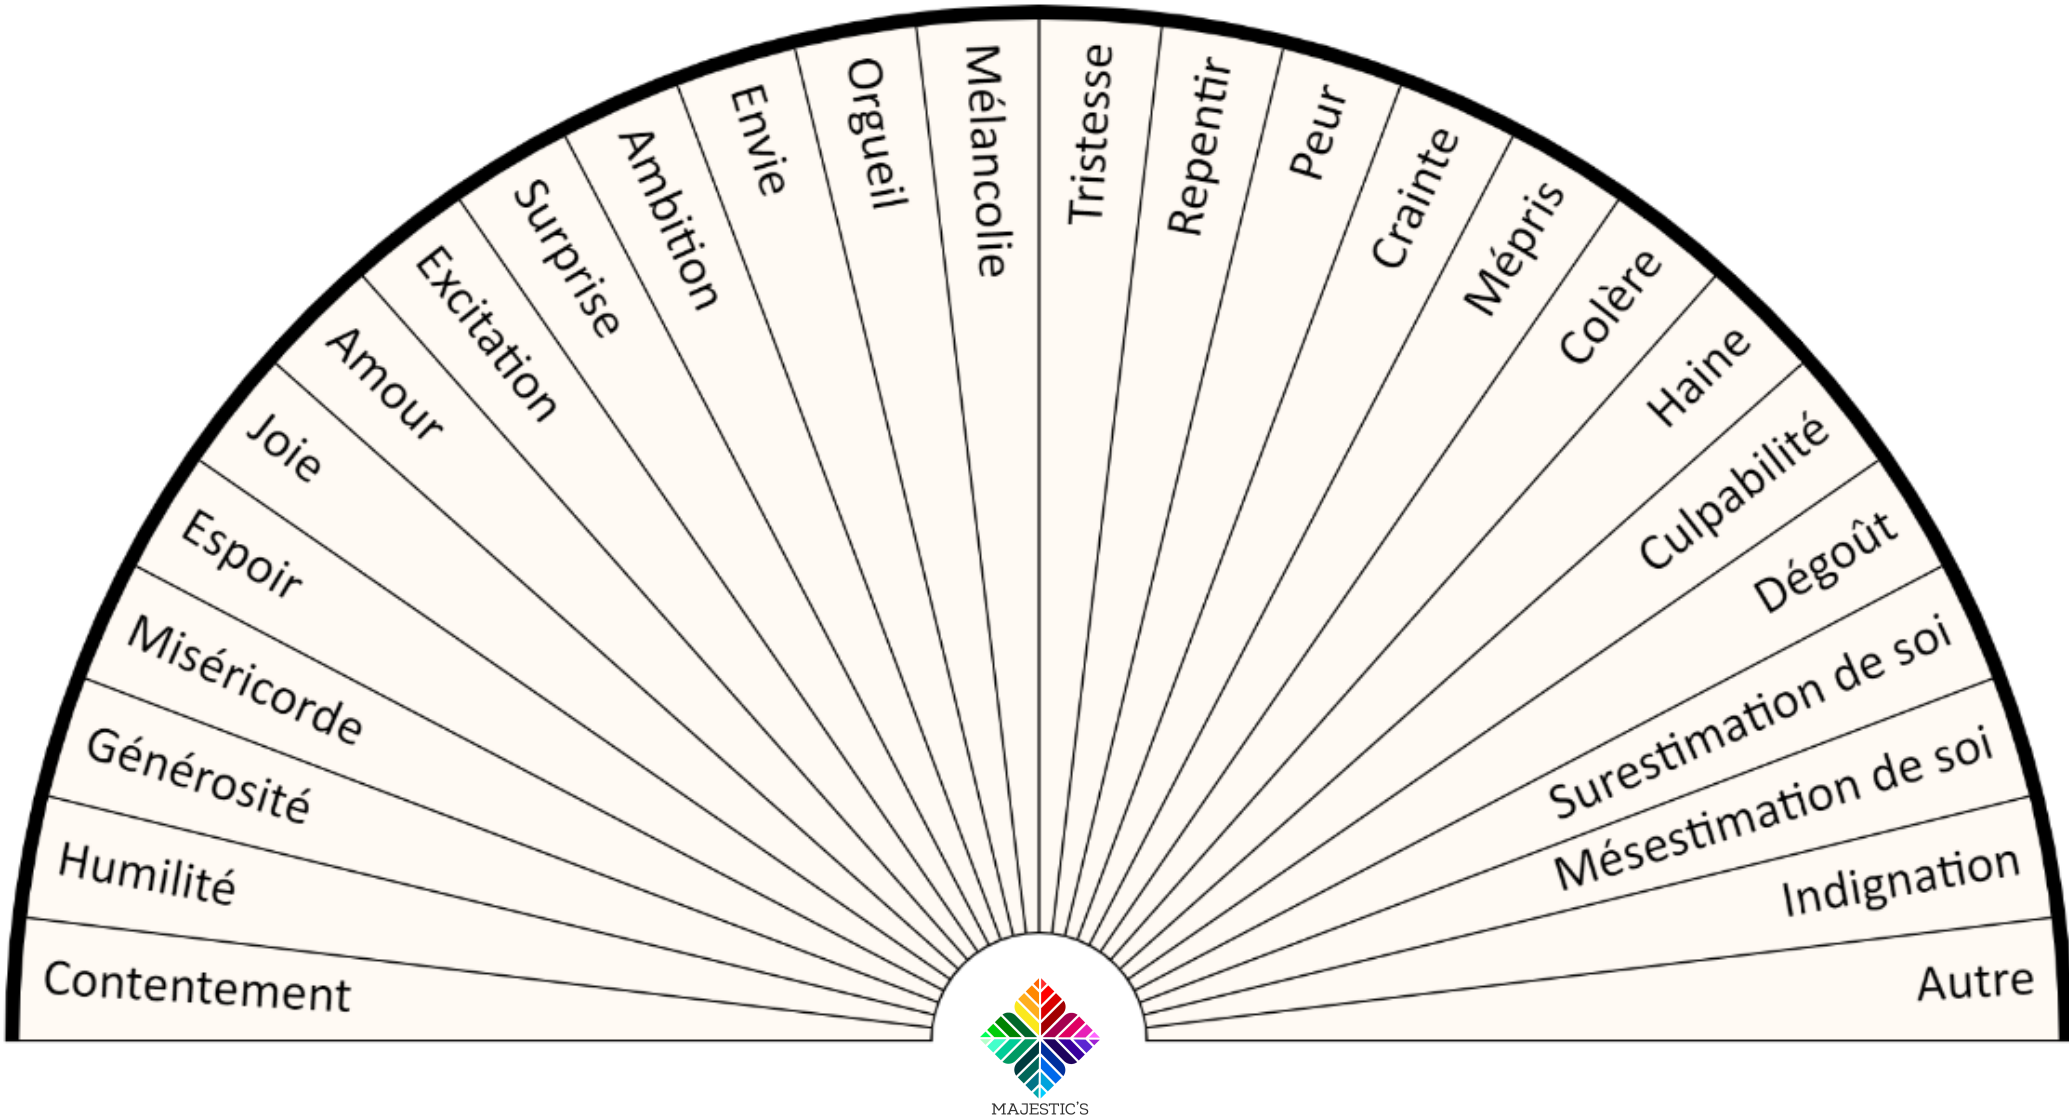 Contentement
Humilité
Générosité
Miséricorde
Espoir
Joie
Amour
Excitation
Surprise
Ambition
Envie
Orgueil
Mélancolie
Tristesse
Repentir
Peur
Crainte
Mépris
Colère
Haine
Culpabilité
Dégoût
Surestimation de soi
Mésestimation de soi
Indignation
Autre
MAJESTIC'S